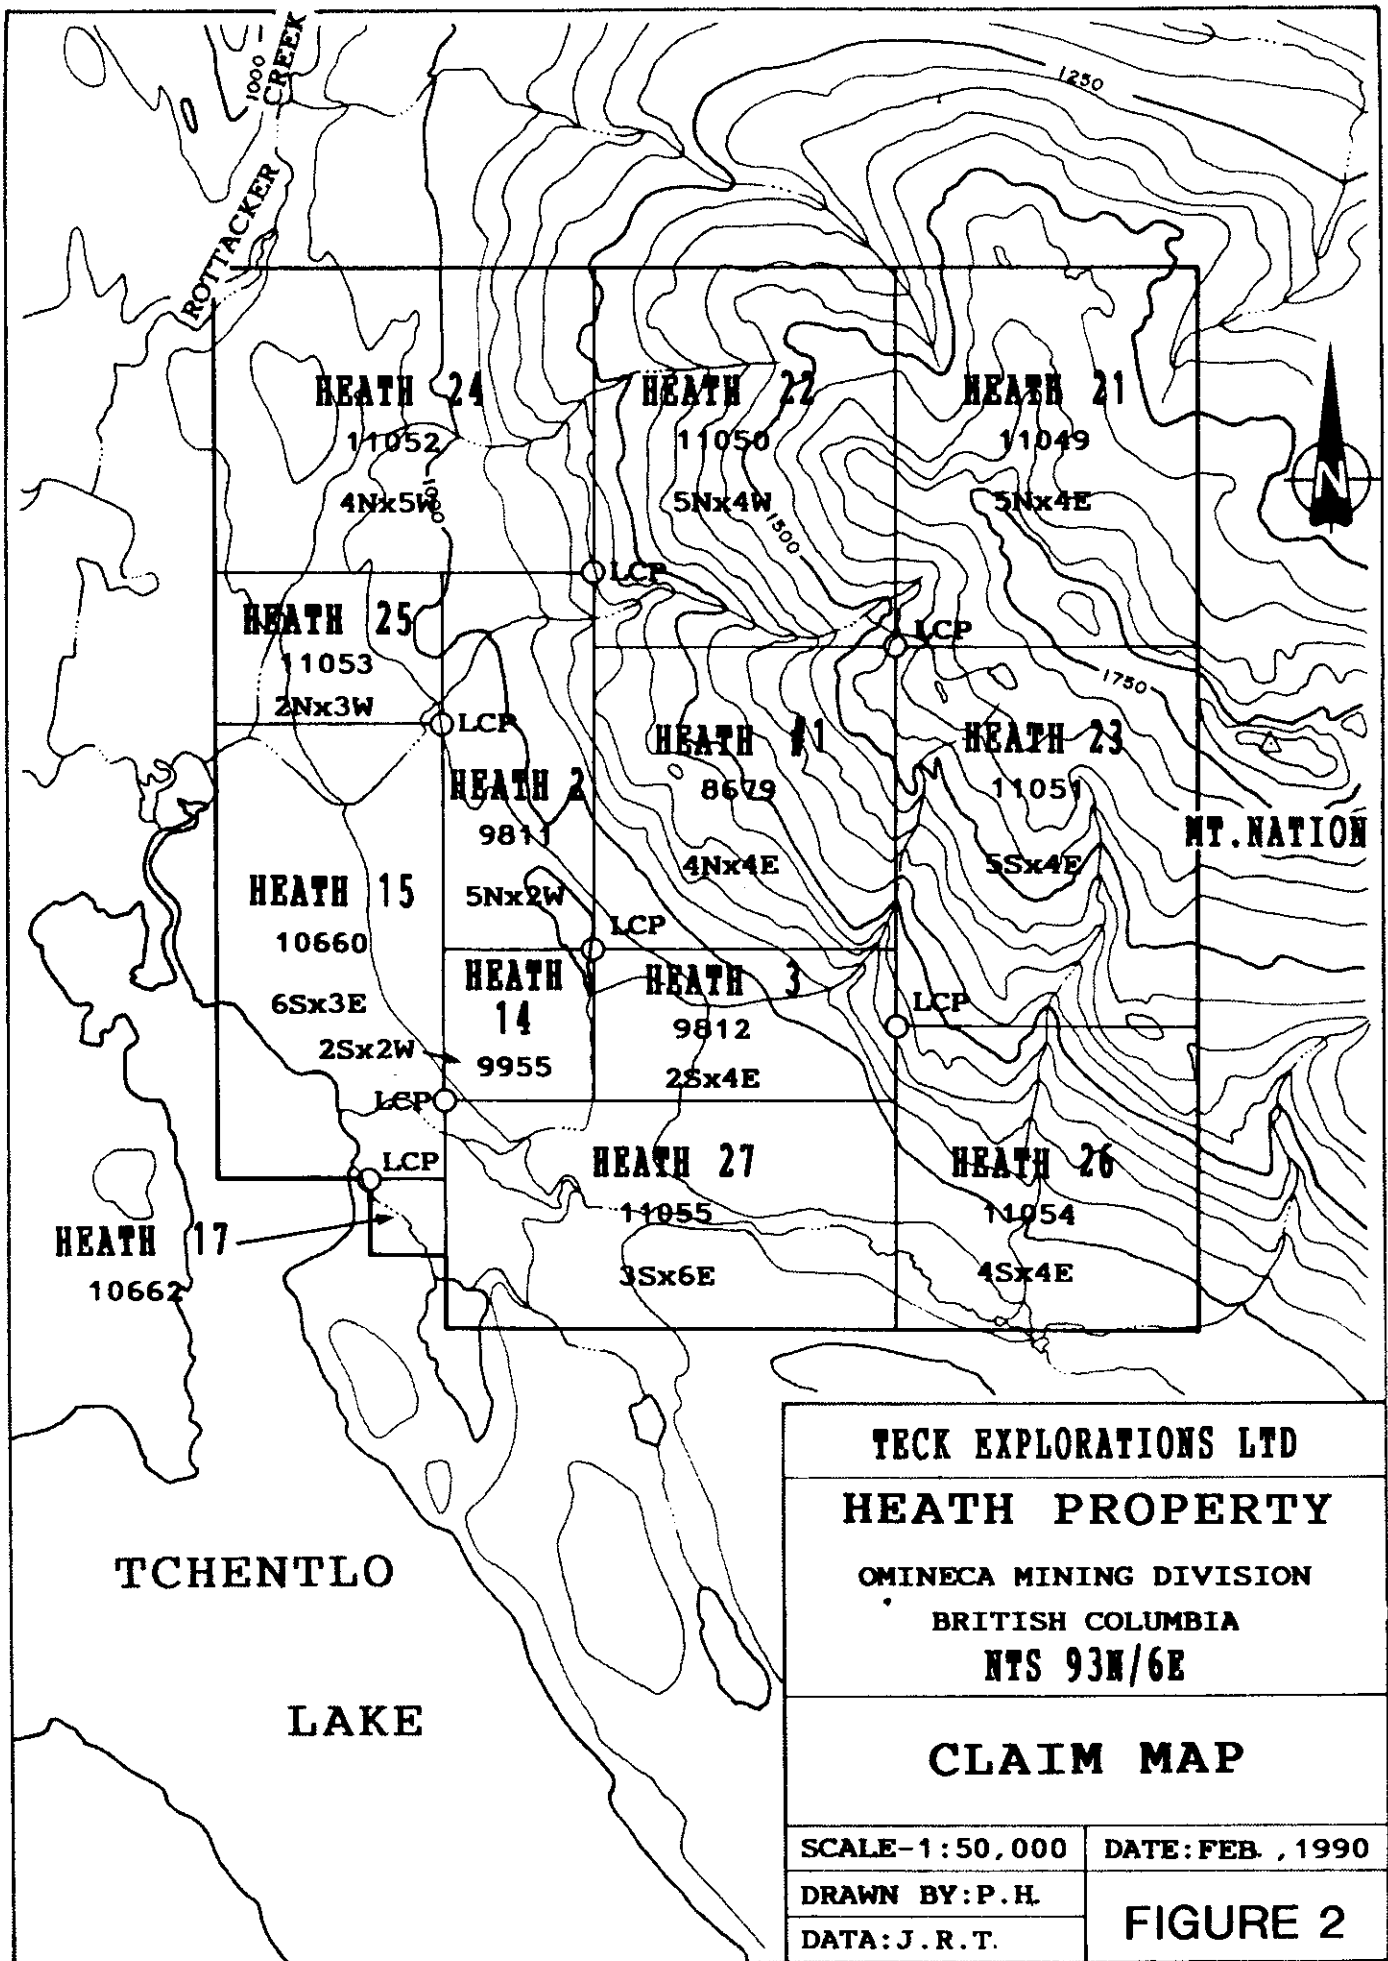 1000
CREEK
ROTTACKER
1250
HEATH 24
11052
4Nx5W
1000
HEATH 22
11050
5Nx4W
1500
HEATH 21
11049
5Nx4E
N
LCP
HEATH 25
11053
2Nx3W
LCP
LCP
1750
HEATH 2
9811
5Nx2W
HEATH #1
8679
4Nx4E
HEATH 23
11051
5Sx4E
MT.NATION
HEATH 15
10660
6Sx3E
LCP
HEATH
14
9955
2Sx2W
HEATH 3
9812
2Sx4E
LCP
LCP
LCP
HEATH 27
11055
3Sx6E
HEATH 26
11054
4Sx4E
HEATH 17
10662
TCHENTLO
LAKE
TECK EXPLORATIONS LTD
HEATH PROPERTY
OMINECA MINING DIVISION
BRITISH COLUMBIA
NTS 93N/6E
CLAIM MAP
SCALE-1:50,000
DATE:FEB.,1990
DRAWN BY:P.H.
DATA:J.R.T.
FIGURE 2